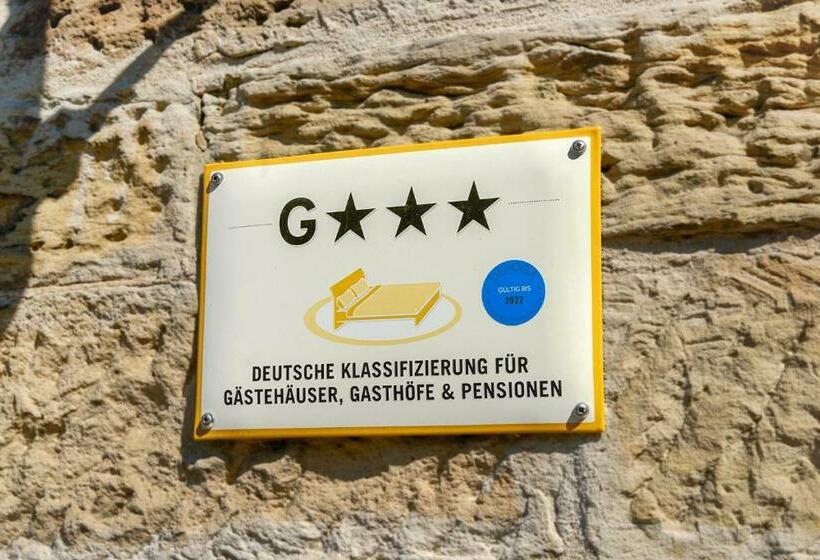 G★★★
GÜLTIG BIS
2022
DEUTSCHE KLASSIFIZIERUNG FÜR
GÄSTEHÄUSER, GASTHÖFE & PENSIONEN